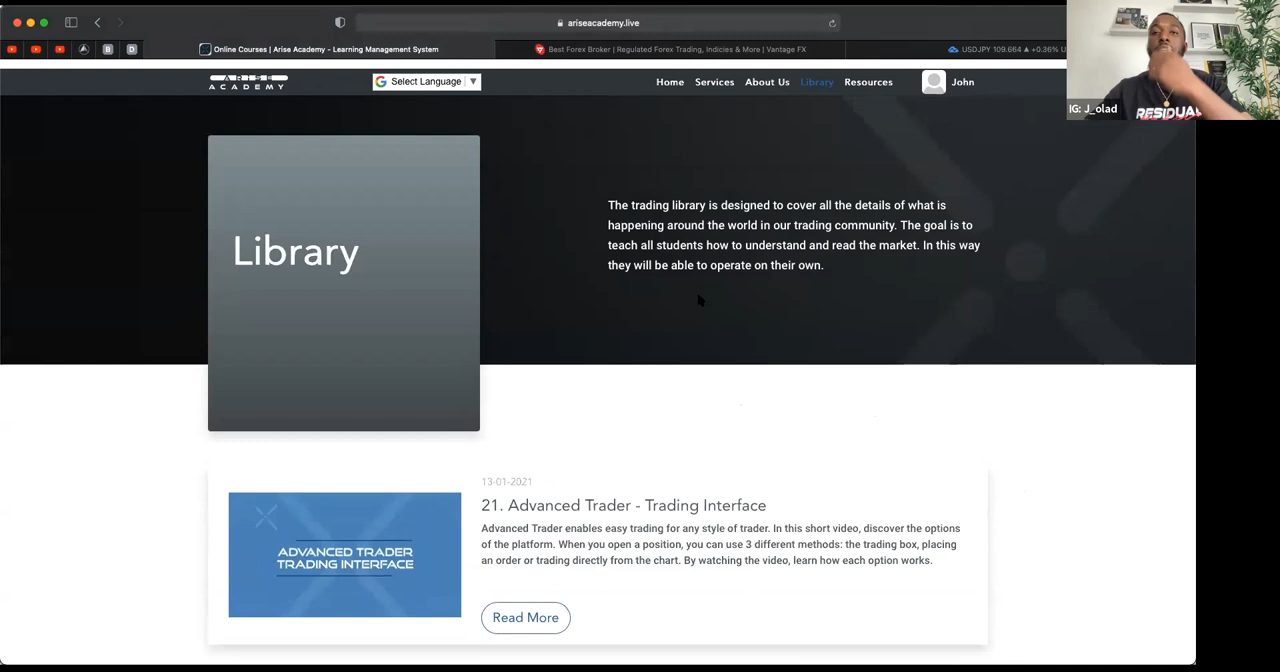 ariseacademy.live
Online Courses | Arise Academy - Learning Management System
Best Forex Broker | Regulated Forex Trading, Indicies & More | Vantage FX
USDJPY 109.664 ▲ +0.36% U
B
D
ARISE
ACADEMY
G Select Language ▼
Home Services About Us Library Resources John
IG: J_olad
RESIDUAL
Library
The trading library is designed to cover all the details of what is
happening around the world in our trading community. The goal is to
teach all students how to understand and read the market. In this way
they will be able to operate on their own.
13-01-2021
21. Advanced Trader - Trading Interface
Advanced Trader enables easy trading for any style of trader. In this short video, discover the options
of the platform. When you open a position, you can use 3 different methods: the trading box, placing
an order or trading directly from the chart. By watching the video, learn how each option works.
ADVANCED TRADER
TRADING INTERFACE
Read More